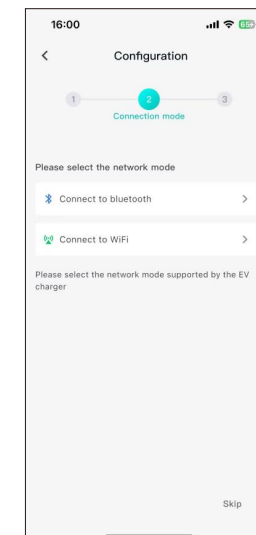 16:00
65
Configuration
1 2 3
Connection mode
Please select the network mode
Connect to bluetooth
Connect to WiFi
Please select the network mode supported by the EV
charger
Skip